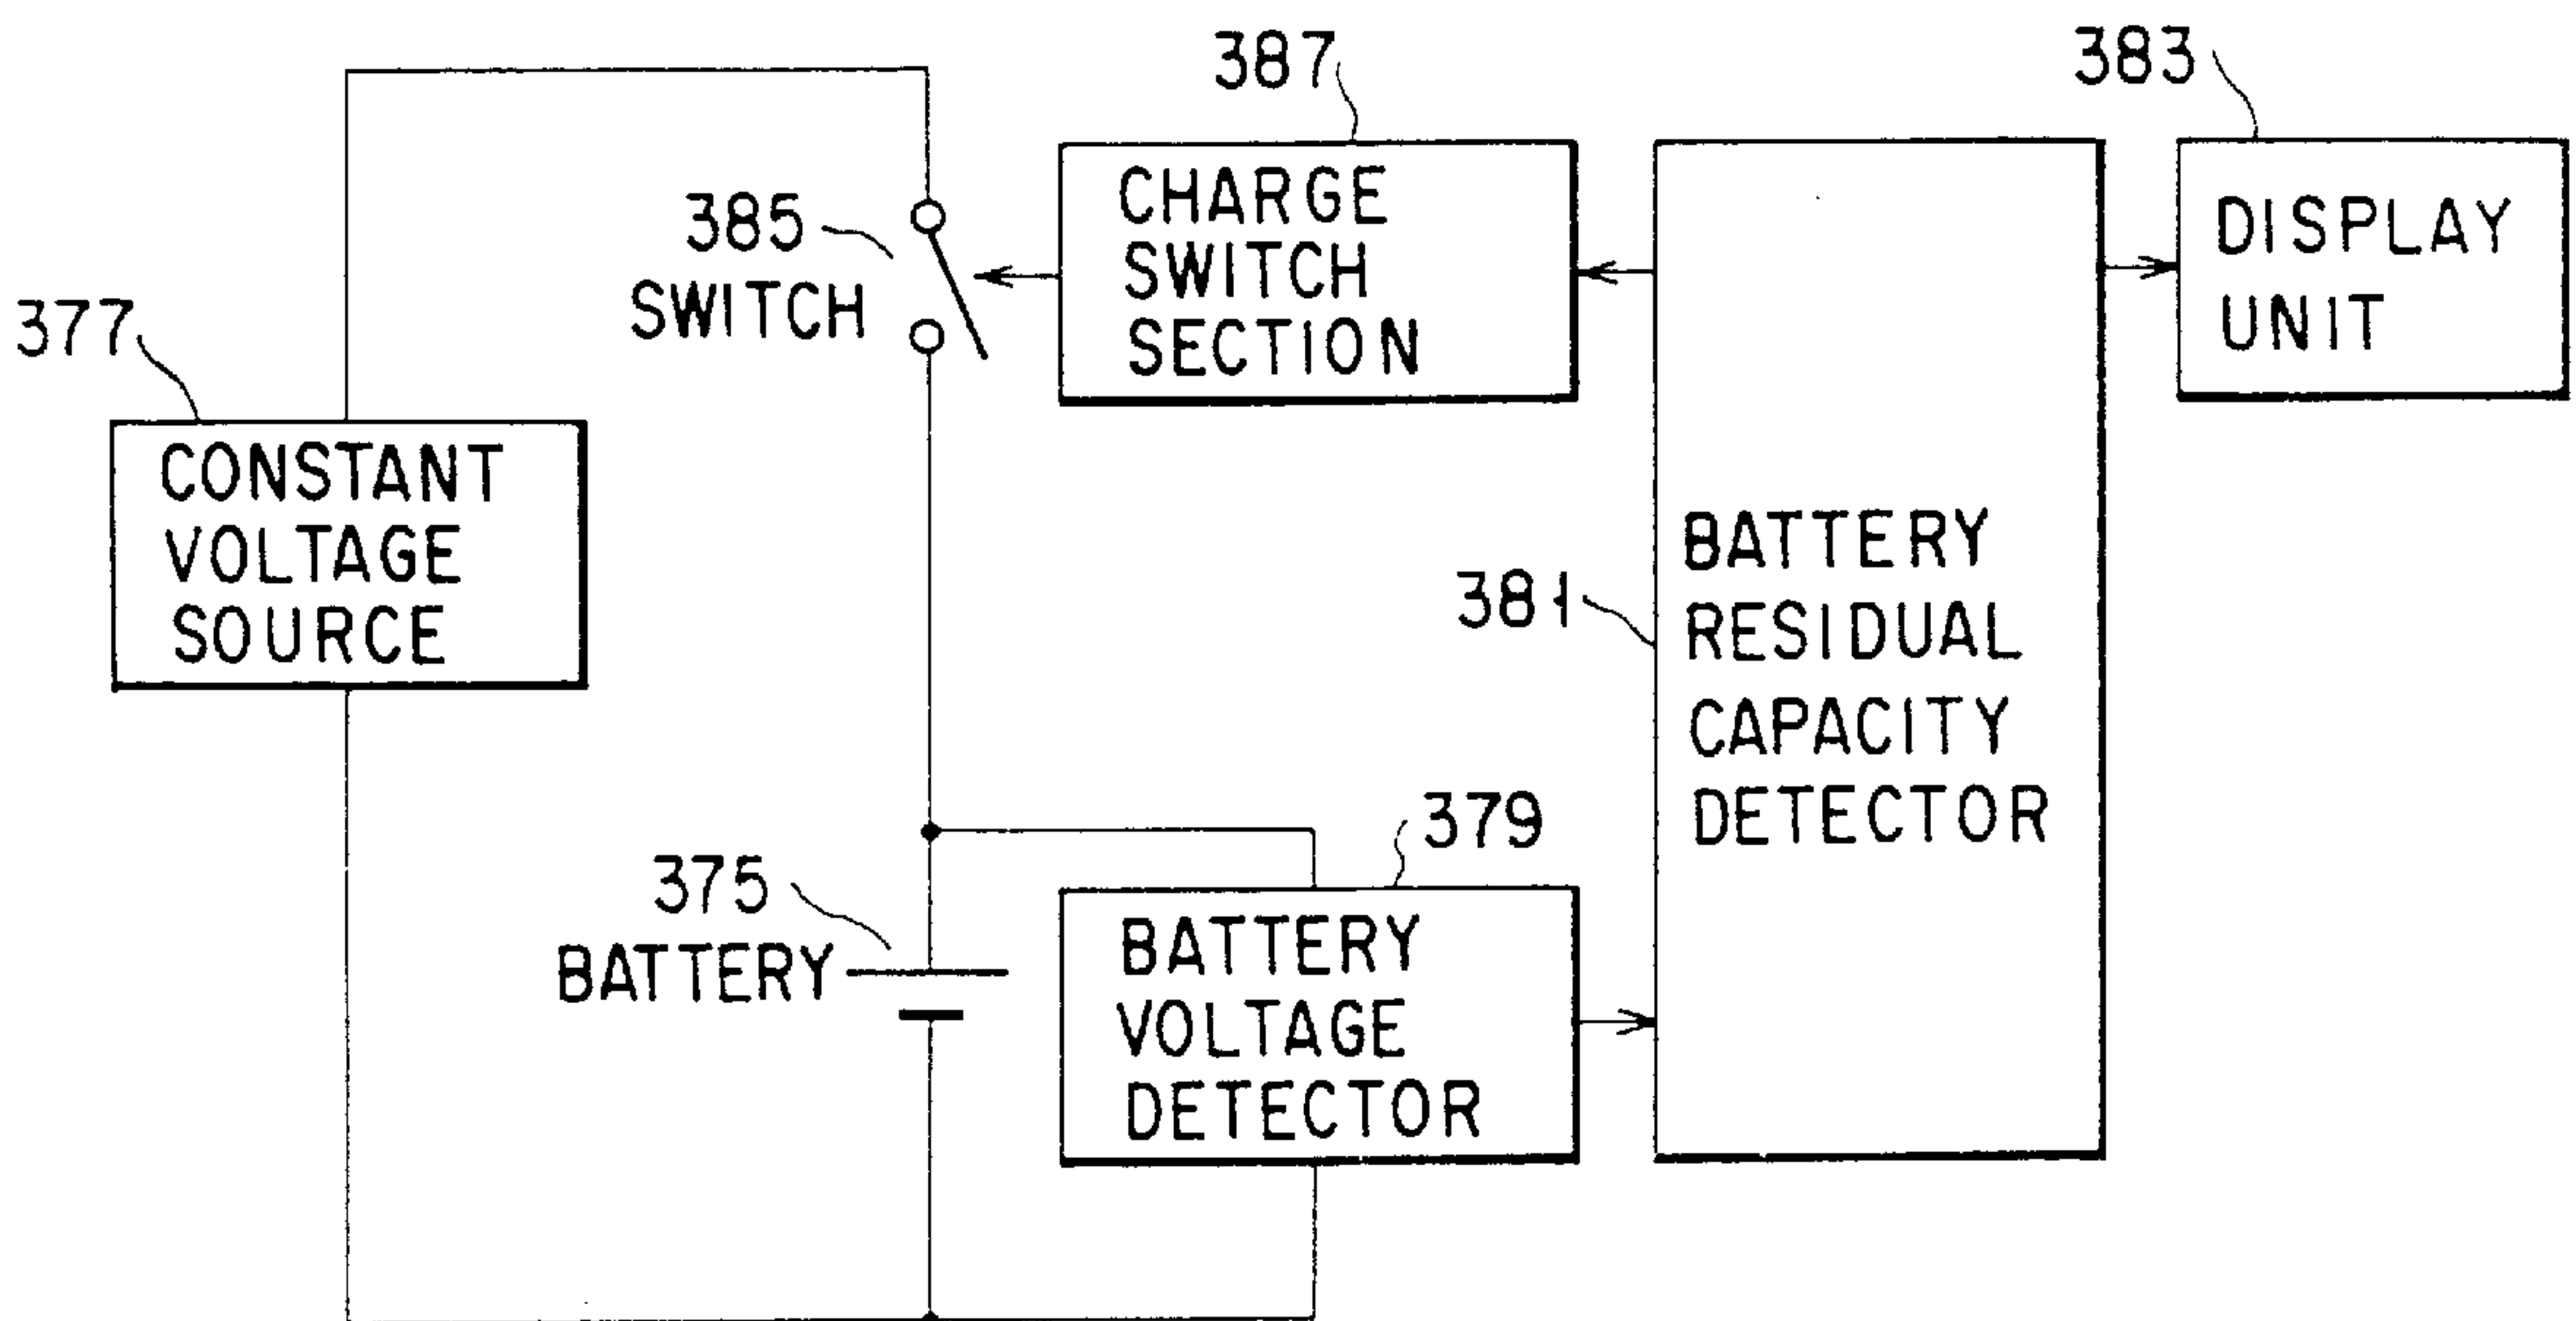 387
383
385
SWITCH
CHARGE
SWITCH
SECTION
DISPLAY
UNIT
377
CONSTANT
VOLTAGE
SOURCE
381
BATTERY
RESIDUAL
CAPACITY
DETECTOR
379
375
BATTERY
BATTERY
VOLTAGE
DETECTOR